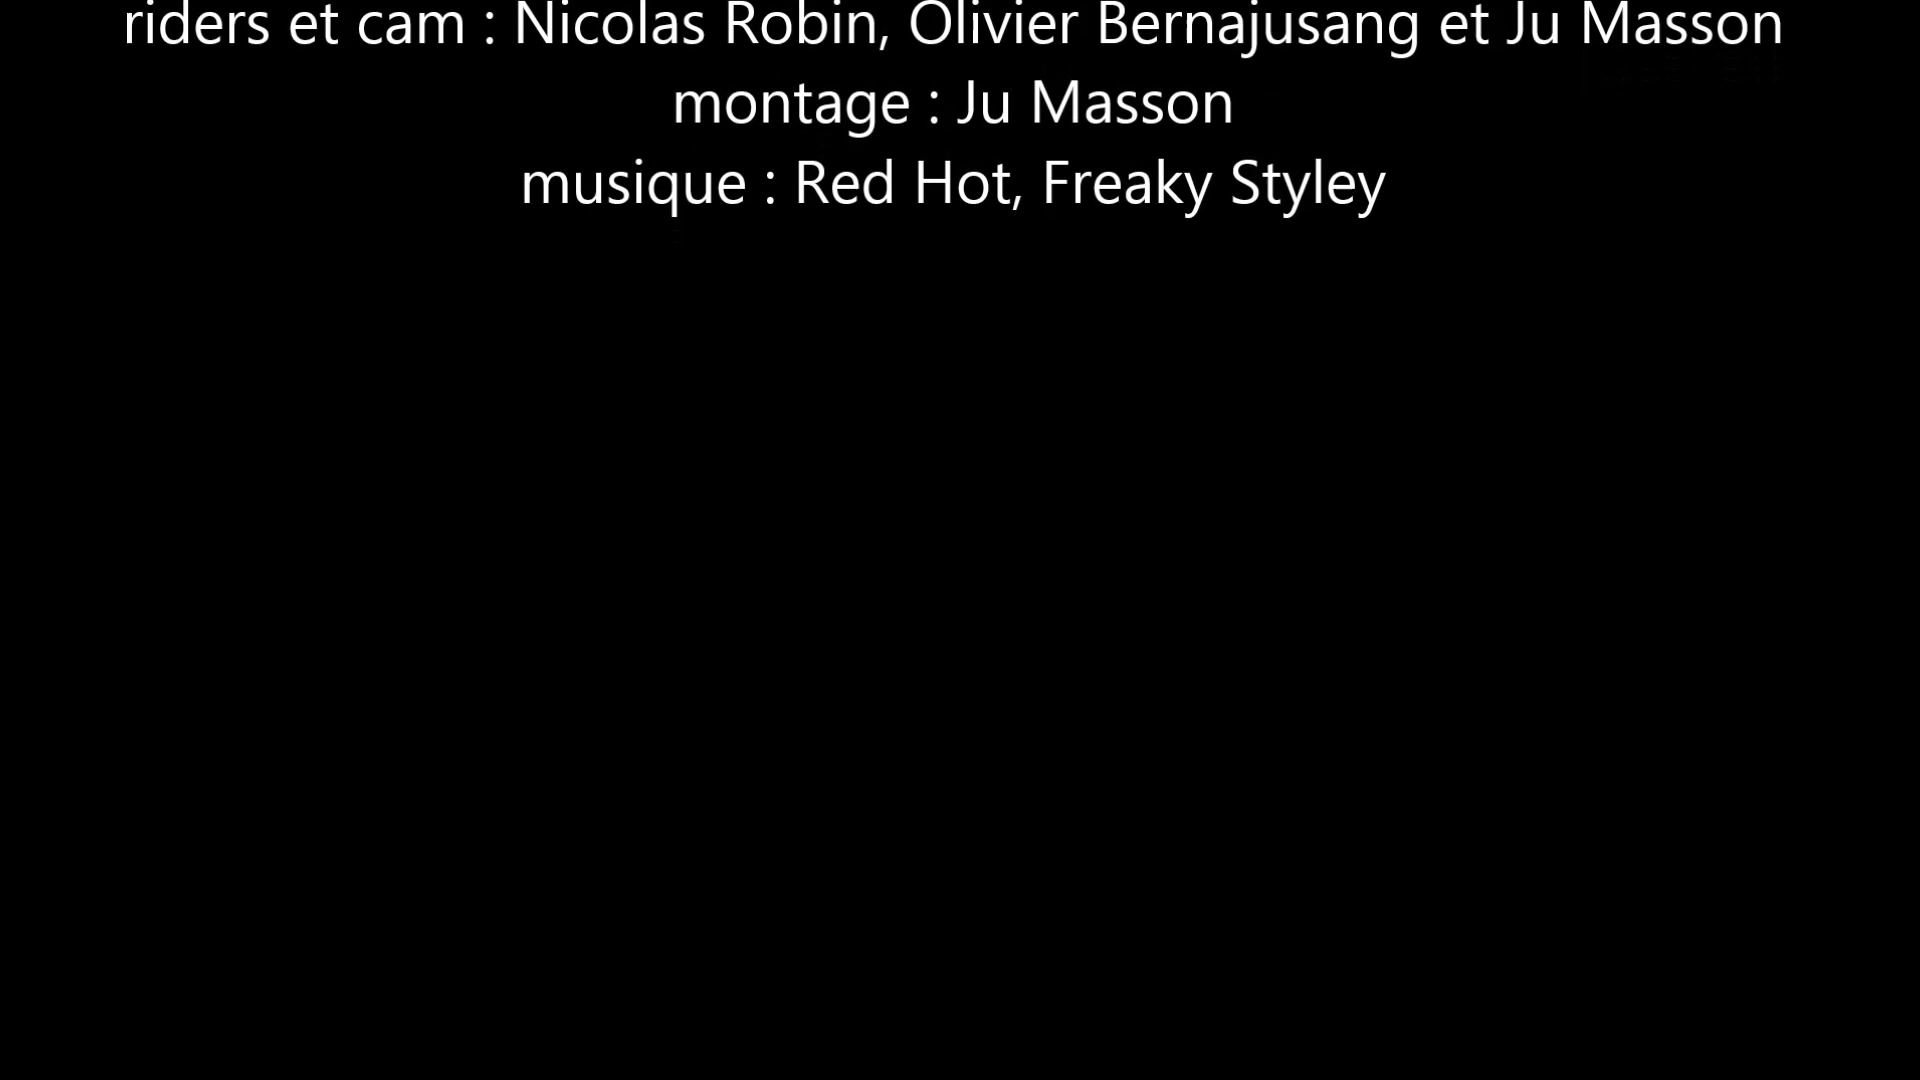 riders et cam : Nicolas Robin, Olivier Bernajusang et Ju Masson
montage : Ju Masson
musique : Red Hot, Freaky Styley